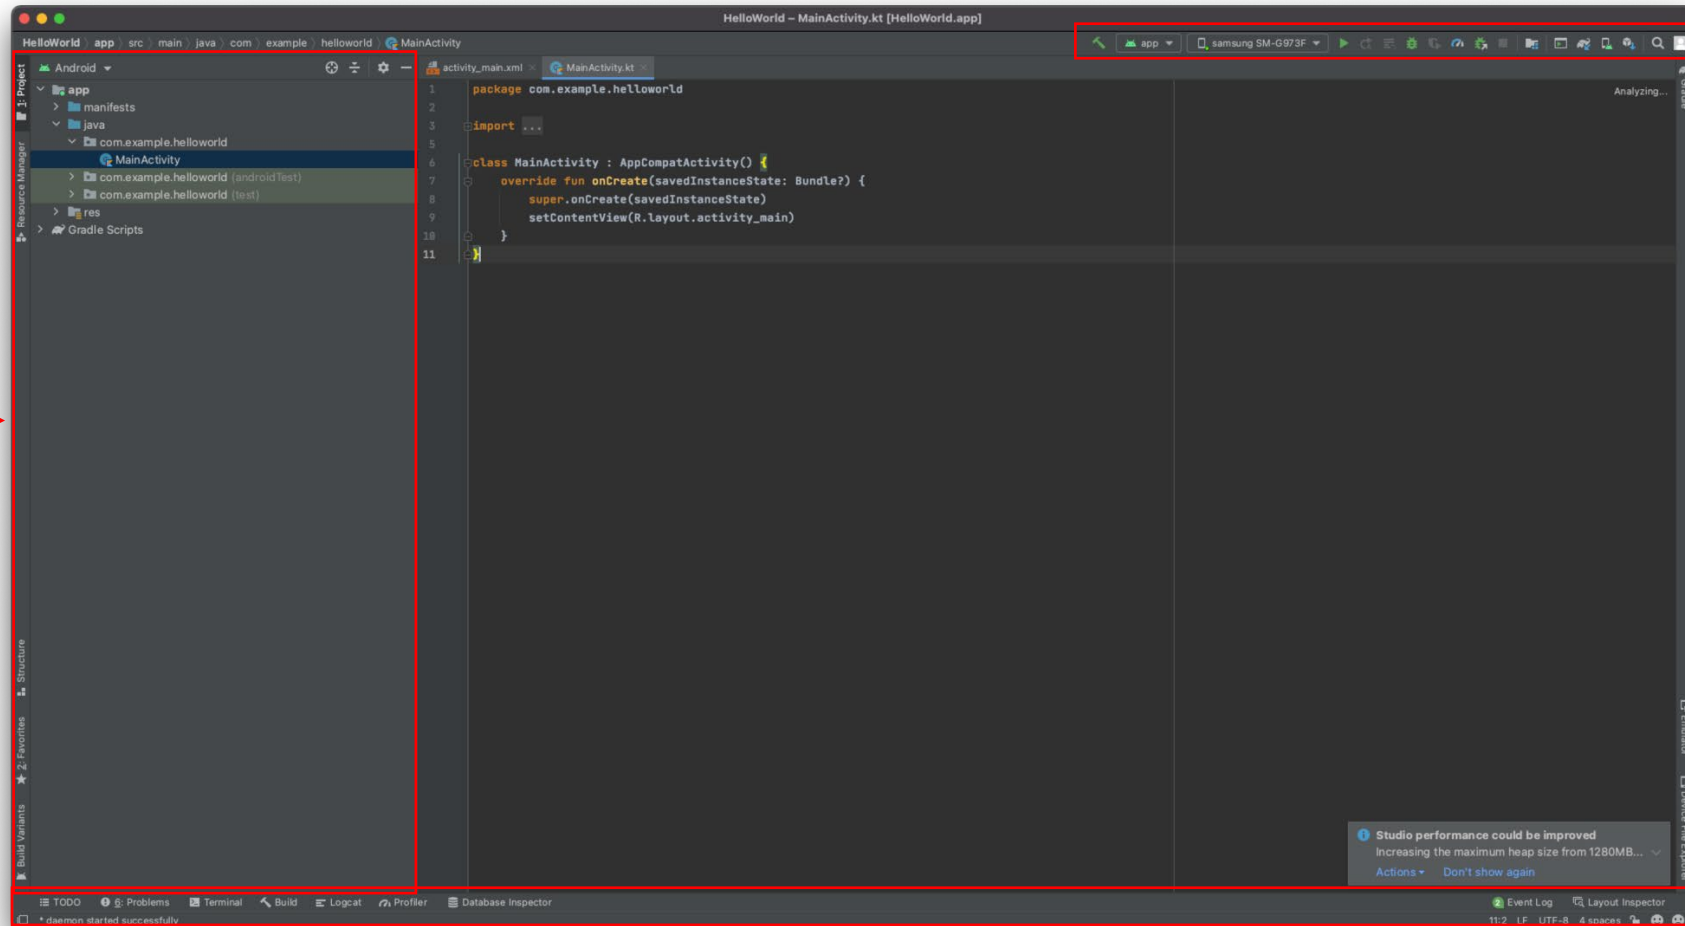 HelloWorld – MainActivity.kt [HelloWorld.app]
HelloWorld app src main java com example helloworld MainActivity
app samsung SM-G973F
1: Project
Resource Manager
Structure
2: Favorites
Build Variants
Android
app
manifests
java
com.example.helloworld
MainActivity
com.example.helloworld (androidTest)
com.example.helloworld (test)
res
Gradle Scripts
activity_main.xml MainActivity.kt
Analyzing...
1 package com.example.helloworld
2
3 import ...
5
6 class MainActivity : AppCompatActivity() {
7 override fun onCreate(savedInstanceState: Bundle?) {
8 super.onCreate(savedInstanceState)
9 setContentView(R.layout.activity_main)
10 }
11 }
Studio performance could be improved
Increasing the maximum heap size from 1280MB...
Actions Don't show again
TODO 6: Problems Terminal Build Logcat Profiler Database Inspector 2 Event Log Layout Inspector
* daemon started successfully 11:2 LF UTF-8 4 spaces